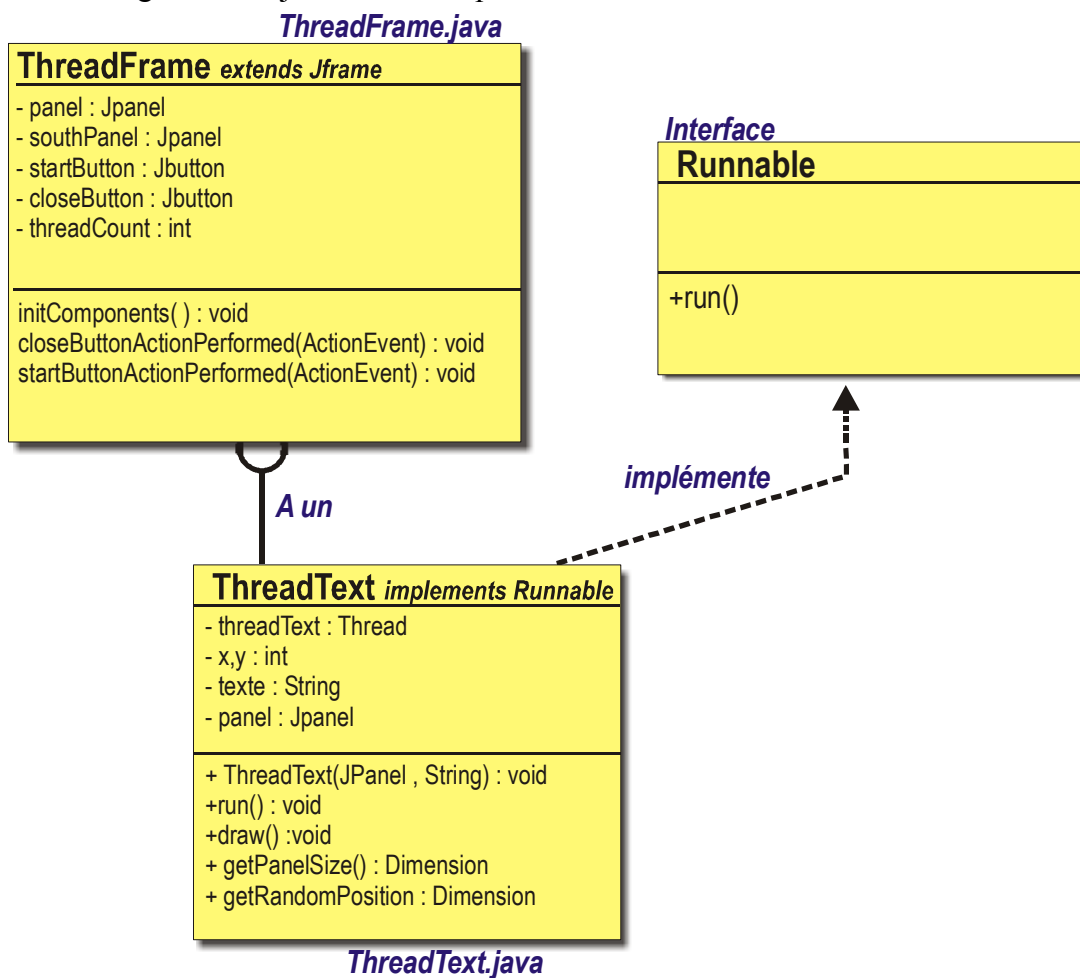 ThreadFrame.java
ThreadFrame extends Jframe
- panel : Jpanel
- southPanel : Jpanel
- startButton : Jbutton
- closeButton : Jbutton
- threadCount : int
initComponents( ) : void
closeButtonActionPerformed(ActionEvent) : void
startButtonActionPerformed(ActionEvent) : void
Interface
Runnable
+run()
A un
implémente
ThreadText implements Runnable
- threadText : Thread
- x,y : int
- texte : String
- panel : Jpanel
+ ThreadText(JPanel , String) : void
+run() : void
+draw() :void
+ getPanelSize() : Dimension
+ getRandomPosition : Dimension
ThreadText.java